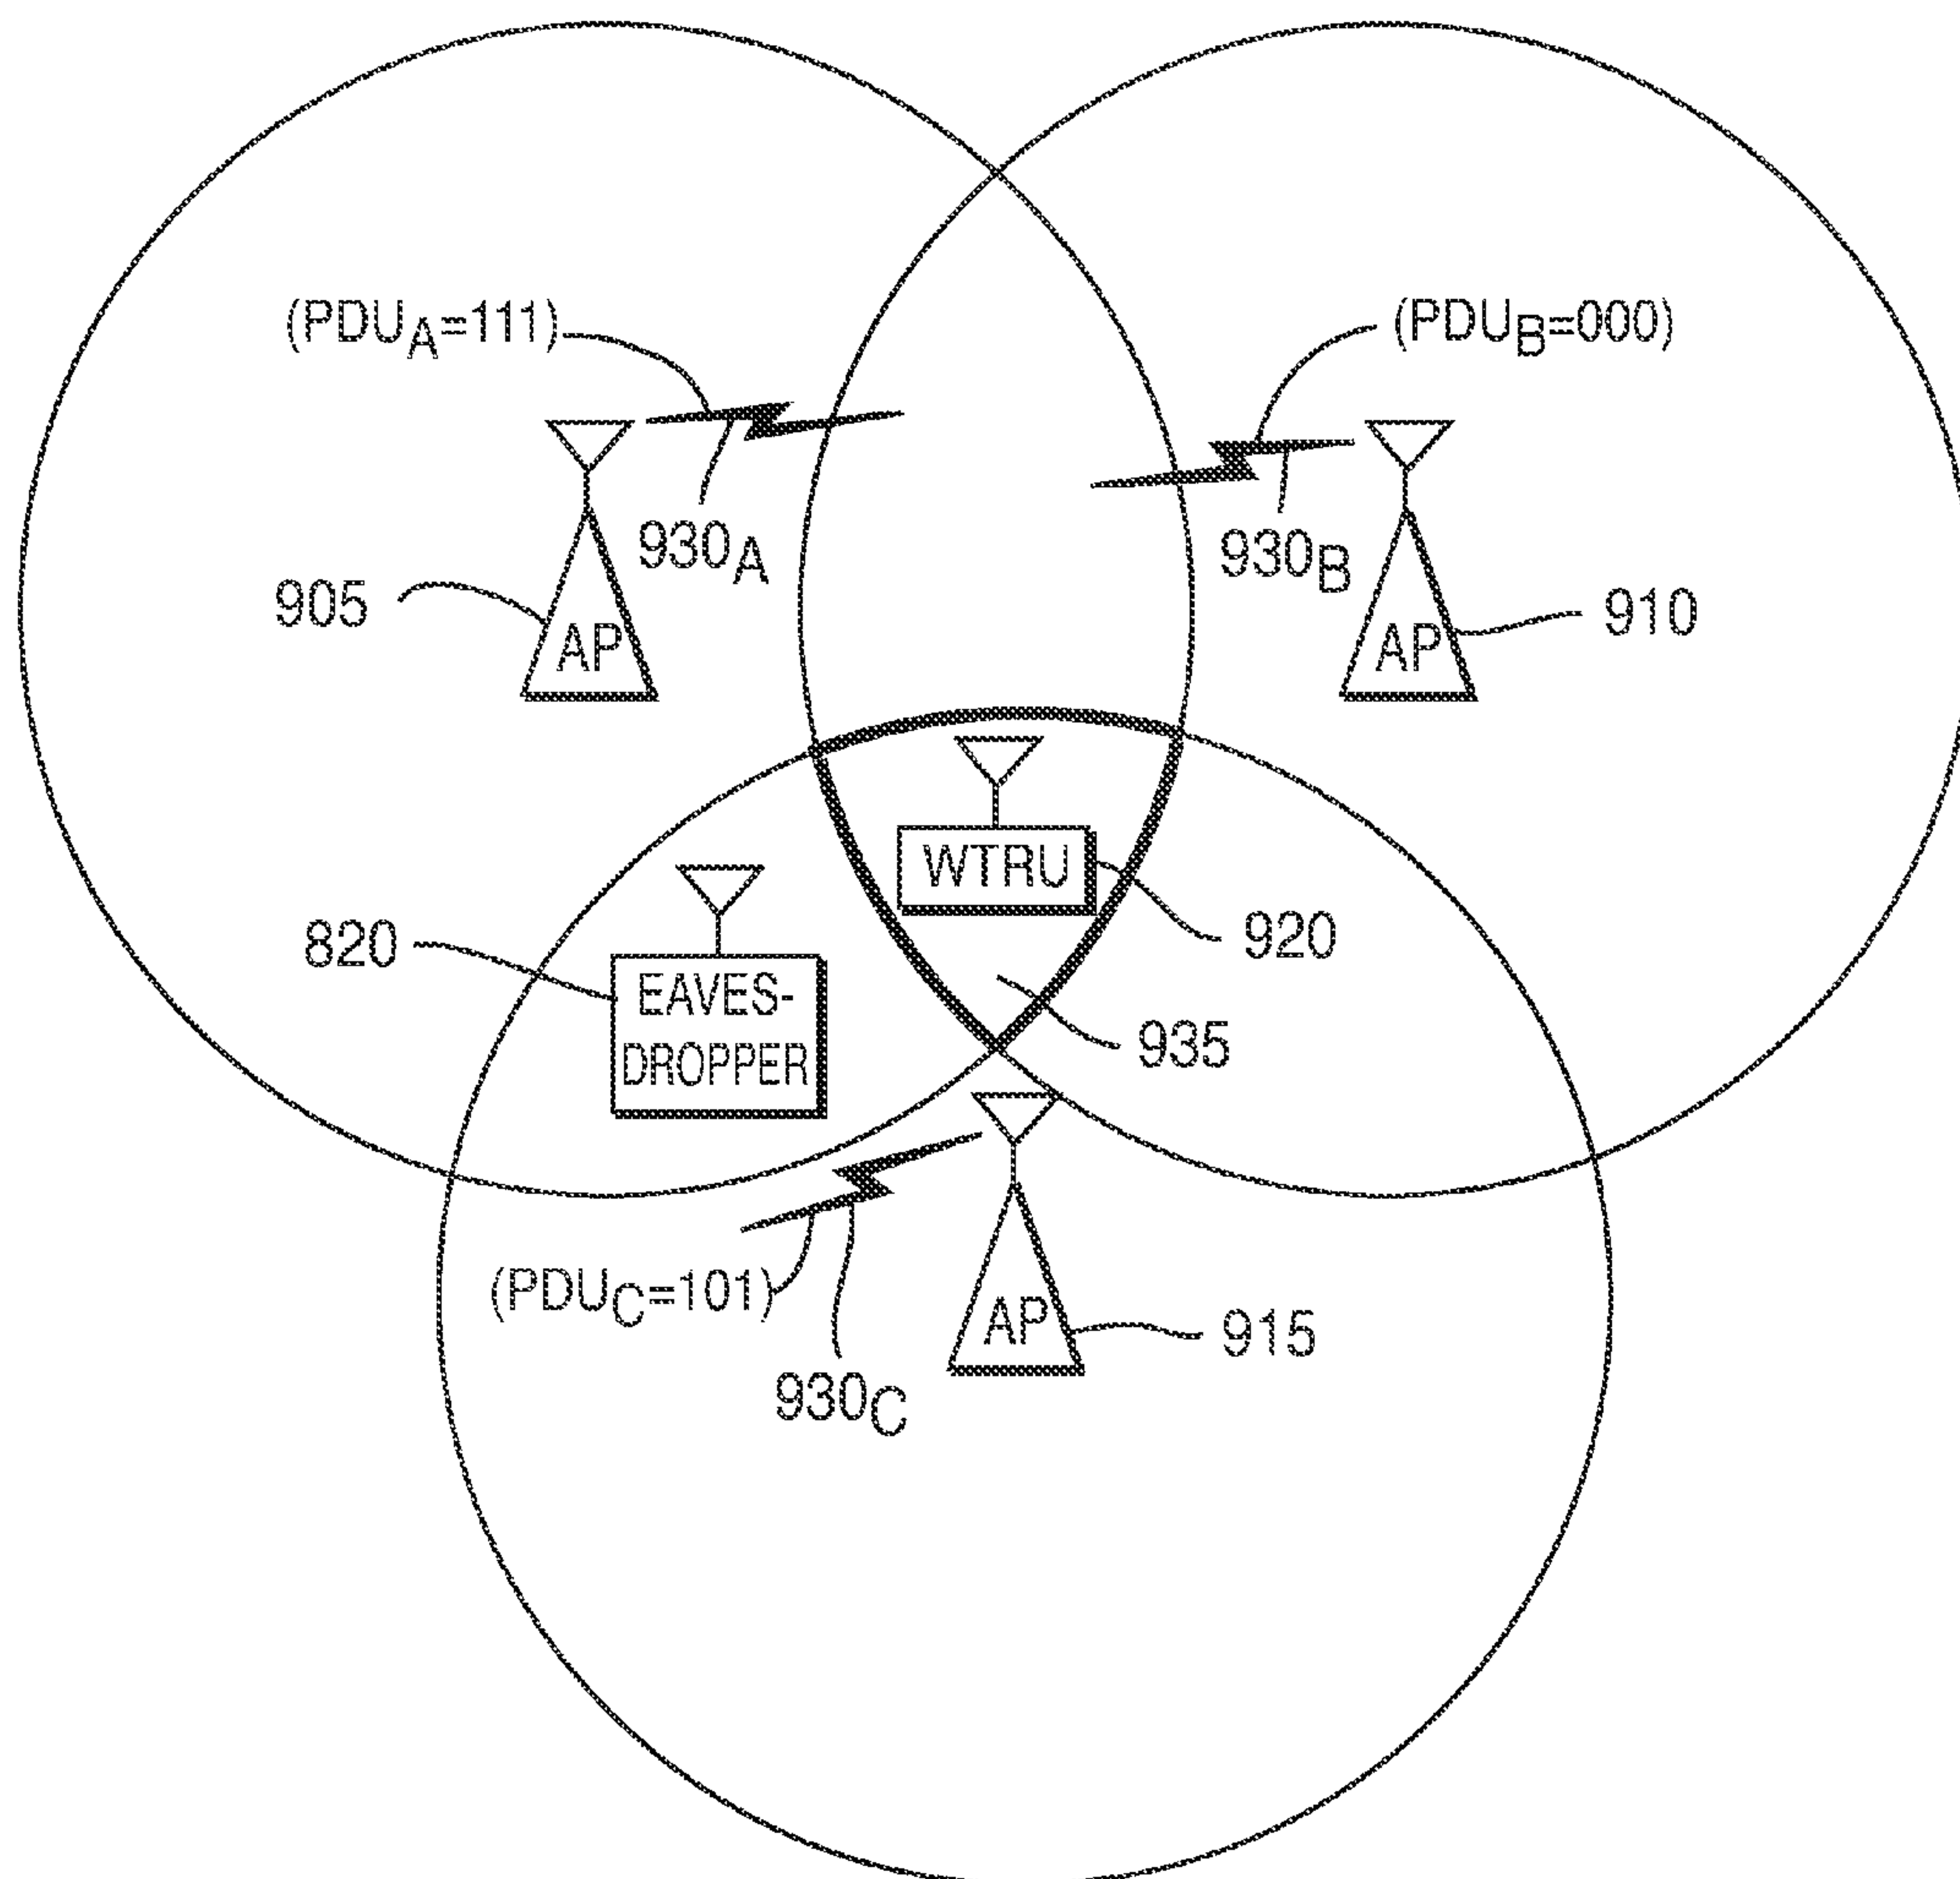 (PDUA=111)
(PDUB=000)
930A
930B
905
AP
AP
910
WTRU
920
820
EAVES-
DROPPER
935
(PDUC=101)
AP
915
930C